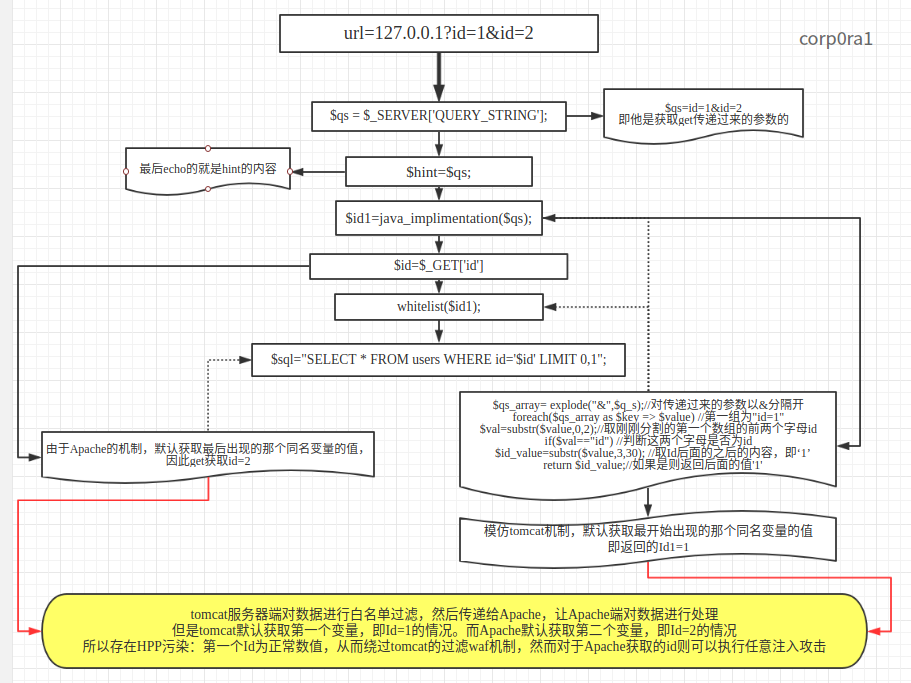 url=127.0.0.1?id=1&id=2
corp0ra1
$qs = $_SERVER['QUERY_STRING'];
$qs=id=1&id=2
即他是获取get传递过来的参数的
最后echo的就是hint的内容
$hint=$qs;
$id1=java_implimentation($qs);
$id=$_GET['id']
whitelist($id1);
$sql="SELECT * FROM users WHERE id='$id' LIMIT 0,1";
$qs_array= explode("&",$q_s);//对传递过来的参数以&分隔开
foreach($qs_array as $key => $value) //第一组为"id=1"
$val=substr($value,0,2);//取刚刚分割的第一个数组的前两个字母id
if($val=="id") //判断这两个字母是否为id
$id_value=substr($value,3,30); //取Id后面的之后的内容，即‘1’
return $id_value;//如果是则返回后面的值'1'
由于Apache的机制，默认获取最后出现的那个同名变量的值，
因此get获取id=2
模仿tomcat机制，默认获取最开始出现的那个同名变量的值
即返回的Id1=1
tomcat服务器端对数据进行白名单过滤，然后传递给Apache，让Apache端对数据进行处理
但是tomcat默认获取第一个变量，即Id=1的情况。而Apache默认获取第二个变量，即Id=2的情况
所以存在HPP污染：第一个Id为正常数值，从而绕过tomcat的过滤waf机制，然而对于Apache获取的id则可以执行任意注入攻击